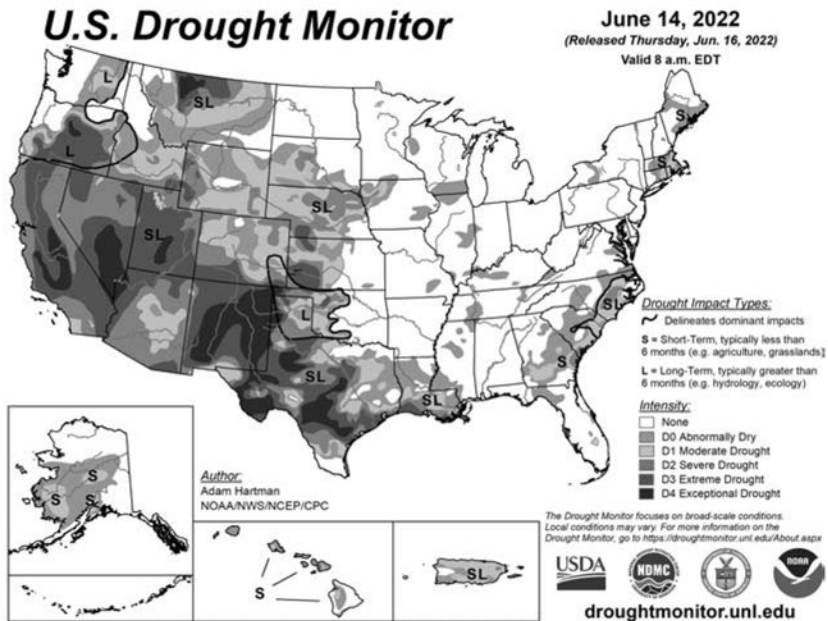 U.S. Drought Monitor
June 14, 2022
(Released Thursday, Jun. 16, 2022)
Valid 8 a.m. EDT
L
SL
L
S
S
SL
SL
L
SL
SL
S
SL
Drought Impact Types:
Delineates dominant impacts
S = Short-Term, typically less than
6 months (e.g. agriculture, grasslands)
L = Long-Term, typically greater than
6 months (e.g. hydrology, ecology)
Intensity:
None
D0 Abnormally Dry
D1 Moderate Drought
D2 Severe Drought
D3 Extreme Drought
D4 Exceptional Drought
S
S
S
Author:
Adam Hartman
NOAA/NWS/NCEP/CPC
S
SL
The Drought Monitor focuses on broad-scale conditions.
Local conditions may vary. For more information on the
Drought Monitor, go to https://droughtmonitor.unl.edu/About.aspx
USDA
NDMC
NOAA
droughtmonitor.unl.edu